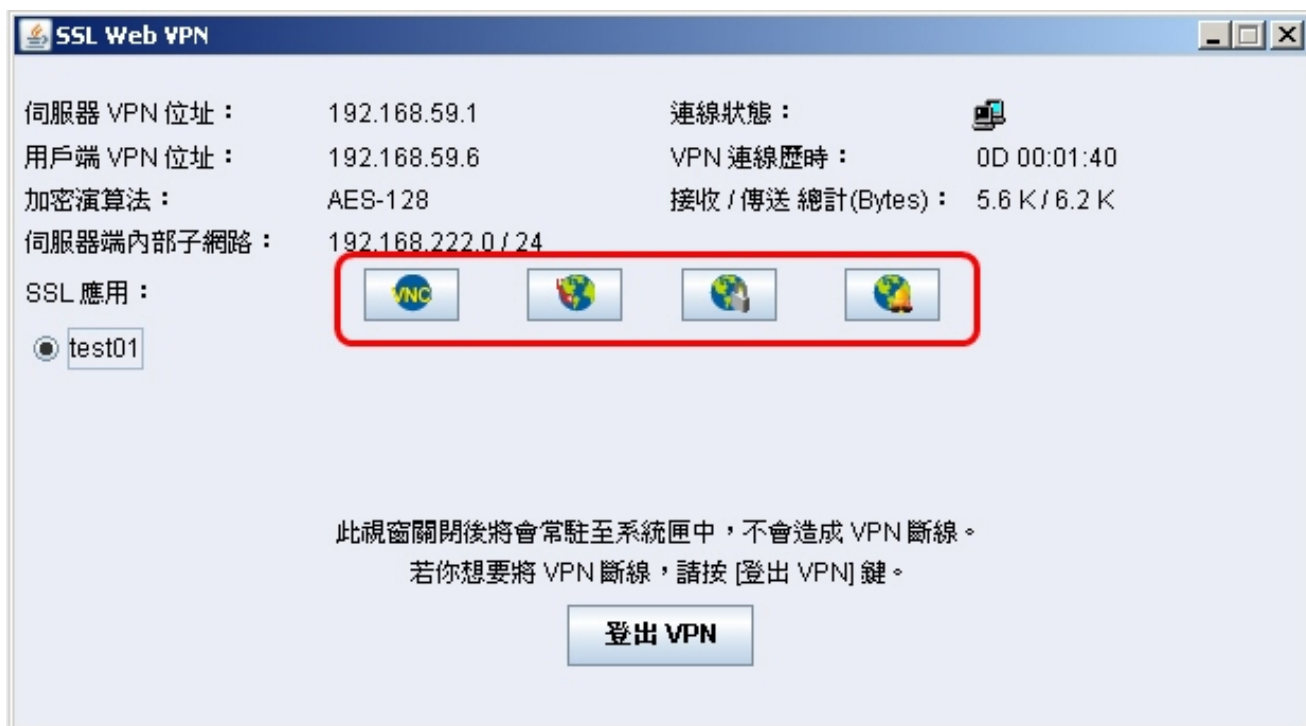 SSL Web VPN
伺服器 VPN 位址： 192.168.59.1 連線狀態：
用戶端 VPN 位址： 192.168.59.6 VPN 連線歷時： 0D 00:01:40
加密演算法： AES-128 接收 / 傳送 總計(Bytes)： 5.6 K / 6.2 K
伺服器端內部子網路： 192.168.222.0 / 24
SSL 應用： VNC
test01
此視窗關閉後將會常駐至系統匣中，不會造成 VPN 斷線。
若你想要將 VPN 斷線，請按 [登出 VPN] 鍵。
登出 VPN